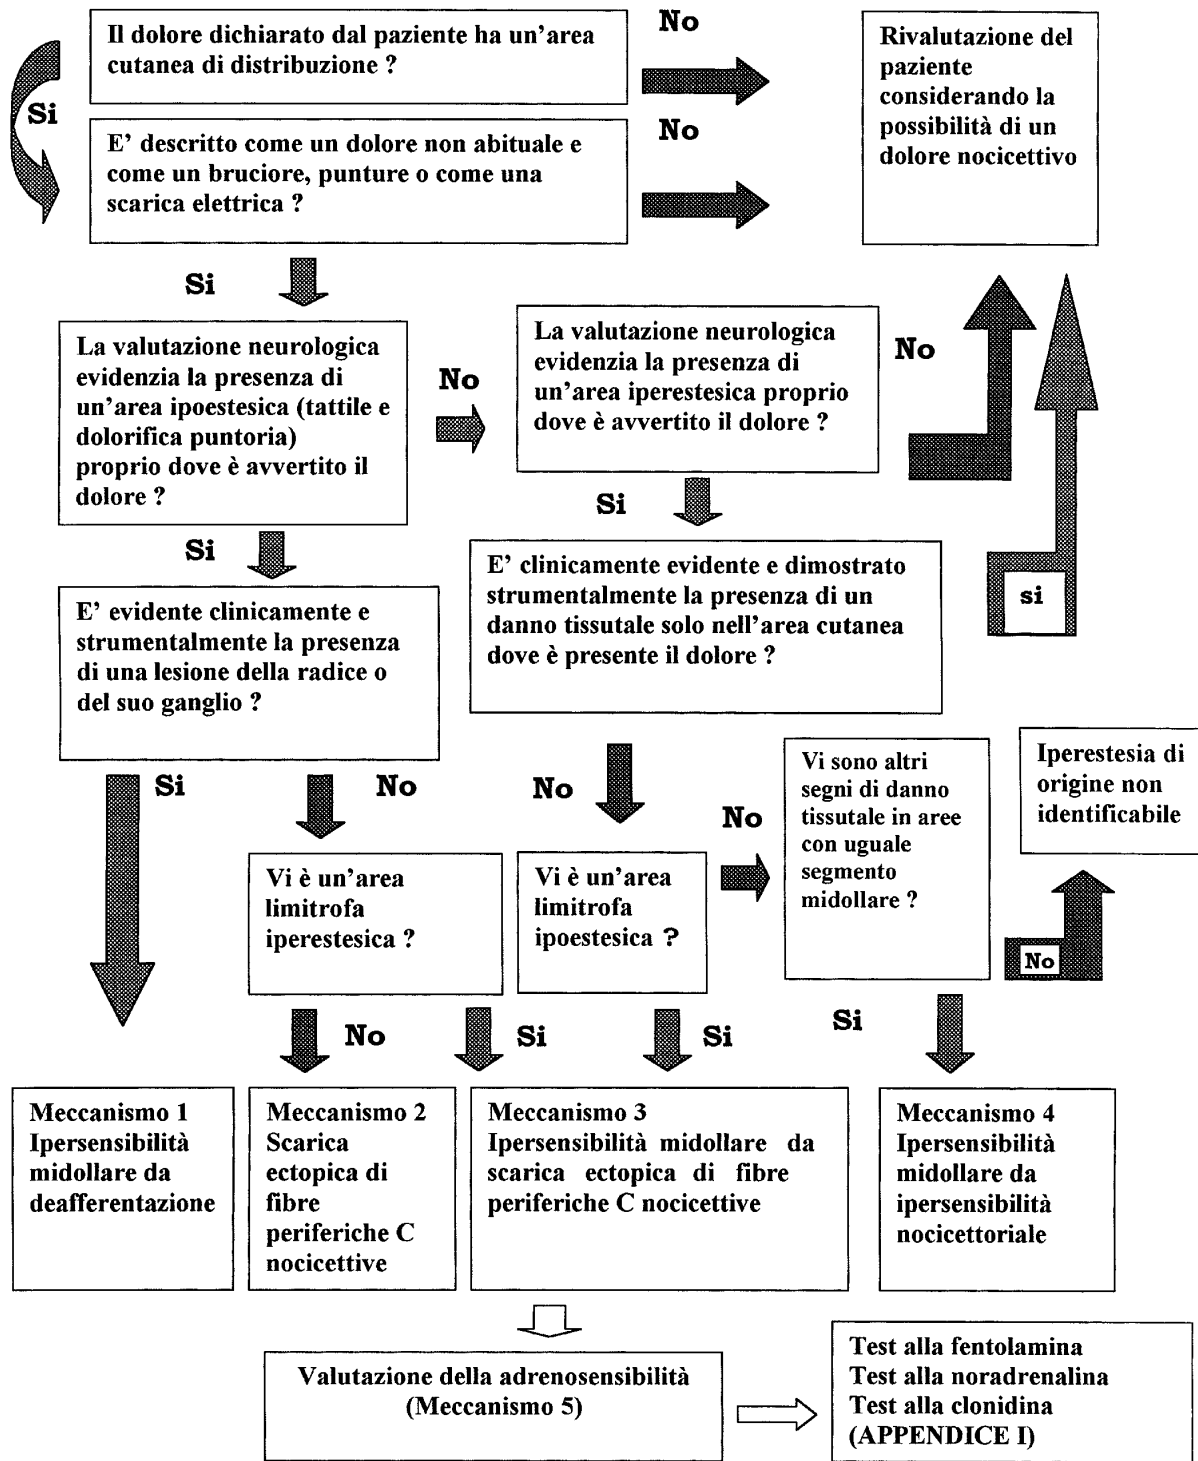 Il dolore dichiarato dal paziente ha un'area
cutanea di distribuzione ?
No
Rivalutazione del
paziente
considerando la
possibilità di un
dolore nocicettivo
Si
E' descritto come un dolore non abituale e
come un bruciore, punture o come una
scarica elettrica ?
No
Si
La valutazione neurologica
evidenzia la presenza di
un'area ipoestesica (tattile e
dolorifica puntoria)
proprio dove è avvertito il
dolore ?
No
La valutazione neurologica
evidenzia la presenza di
un'area iperestesica proprio
dove è avvertito il dolore ?
No
Si
Si
E' evidente clinicamente e
strumentalmente la presenza
di una lesione della radice o
del suo ganglio ?
E' clinicamente evidente e dimostrato
strumentalmente la presenza di un
danno tissutale solo nell'area cutanea
dove è presente il dolore ?
si
Si
No
No
Vi è un'area
limitrofa
iperestesica ?
Vi è un'area
limitrofa
ipoestesica ?
No
Vi sono altri
segni di danno
tissutale in aree
con uguale
segmento
midollare ?
Iperestesia di
origine non
identificabile
No
No
Si
Si
Si
Meccanismo 1
Ipersensibilità
midollare da
deafferentazione
Meccanismo 2
Scarica
ectopica di
fibre
periferiche C
nocicettive
Meccanismo 3
Ipersensibilità midollare da
scarica ectopica di fibre
periferiche C nocicettive
Meccanismo 4
Ipersensibilità
midollare da
ipersensibilità
nocicettoriale
Valutazione della adrenosensibilità
(Meccanismo 5)
Test alla fentolamina
Test alla noradrenalina
Test alla clonidina
(APPENDICE I)